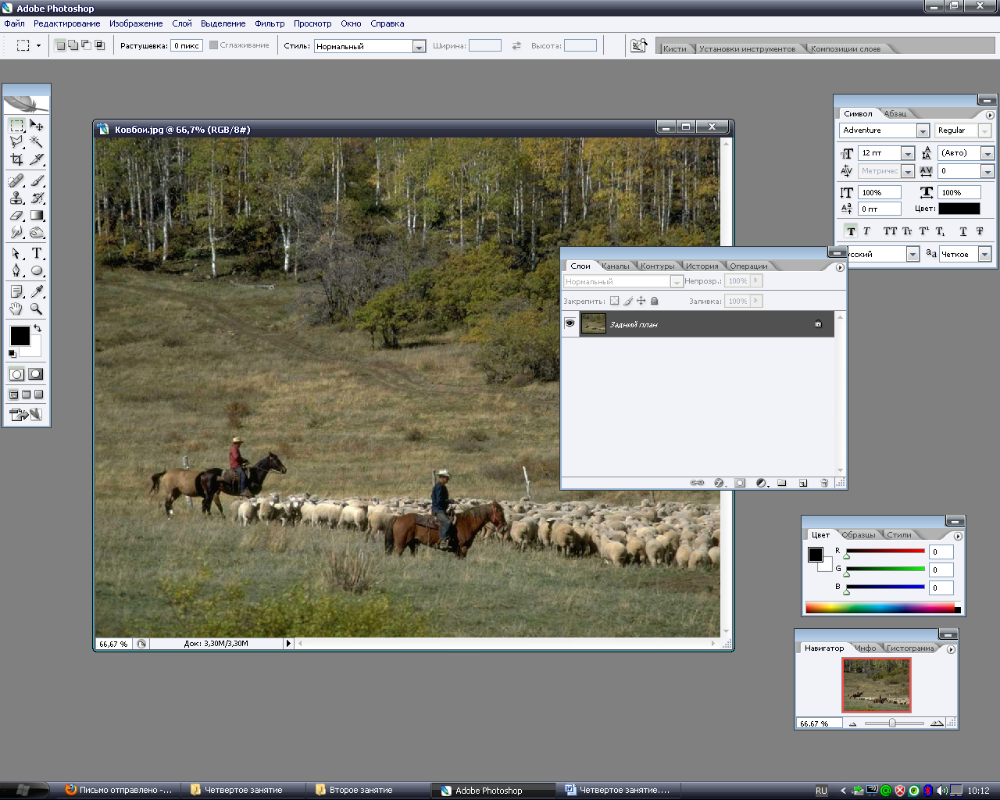 Adobe Photoshop
Файл Редактирование Изображение Слой Выделение Фильтр Просмотр Окно Справка
Растушевка: 0 пикс Сглаживание Стиль: Нормальный Ширина: Высота: Кисти Установки инструментов Композиции слоев
Ковбои.jpg @ 66,7% (RGB/8#)
Символ Абзац
Adventure Regular
12 пт (Авто)
Метричес 0
100% 100%
0 пт Цвет:
T T TT Tr T¹ T₁ T T
усский aa Четкое
Слои Каналы Контуры История Операции
Нормальный Непрозр.: 100%
Закрепить: Заливка: 100%
Задний план
Цвет Образцы Стили
R 0
G 0
B 0
66,67 % Док: 3,30M/3,30M
Навигатор Инфо Гистограмма
66.67 %
Письмо отправлено -... Четвертое занятие Второе занятие Adobe Photoshop Четвертое занятие.... RU 10:12